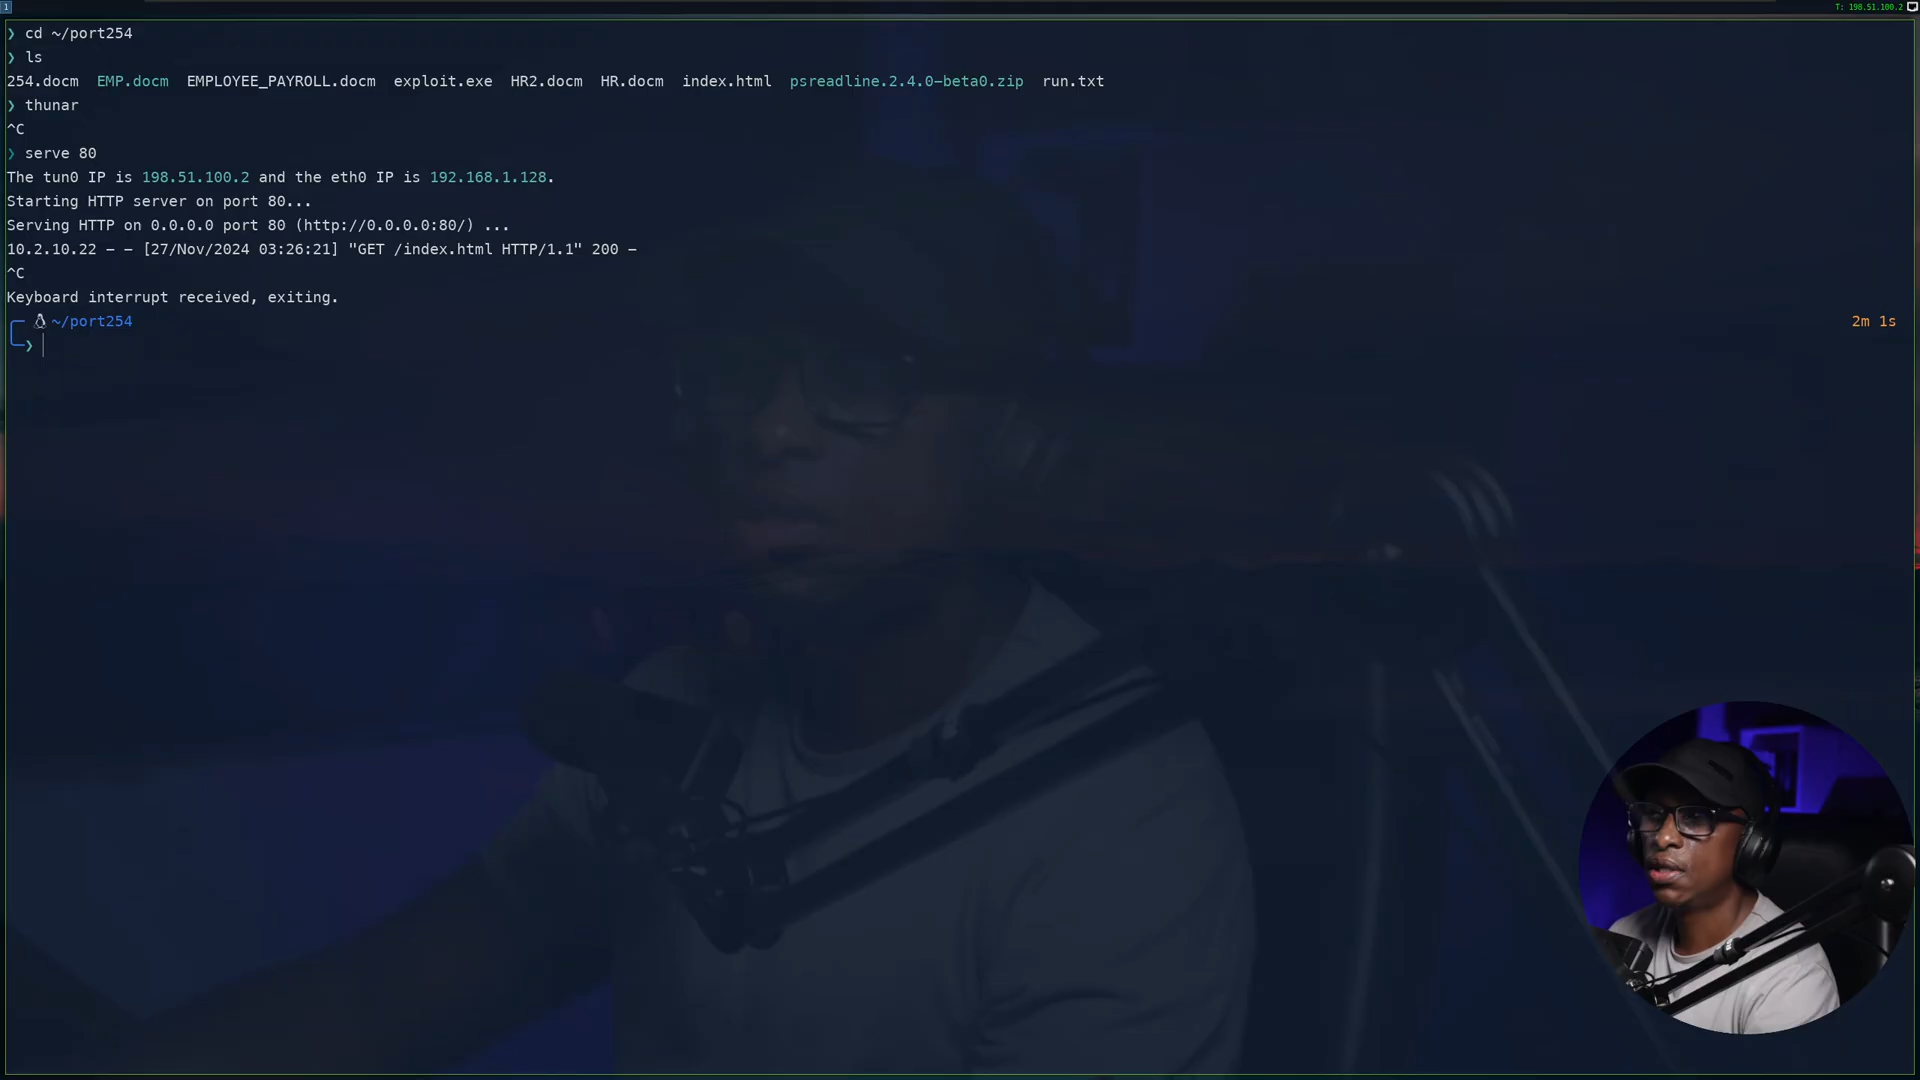 1
T: 198.51.100.2
❯ cd ~/port254
❯ ls
254.docm EMP.docm EMPLOYEE_PAYROLL.docm exploit.exe HR2.docm HR.docm index.html psreadline.2.4.0-beta0.zip run.txt
❯ thunar
^C
❯ serve 80
The tun0 IP is 198.51.100.2 and the eth0 IP is 192.168.1.128.
Starting HTTP server on port 80...
Serving HTTP on 0.0.0.0 port 80 (http://0.0.0.0:80/) ...
10.2.10.22 - - [27/Nov/2024 03:26:21] "GET /index.html HTTP/1.1" 200 -
^C
Keyboard interrupt received, exiting.
~/port254
2m 1s
❯